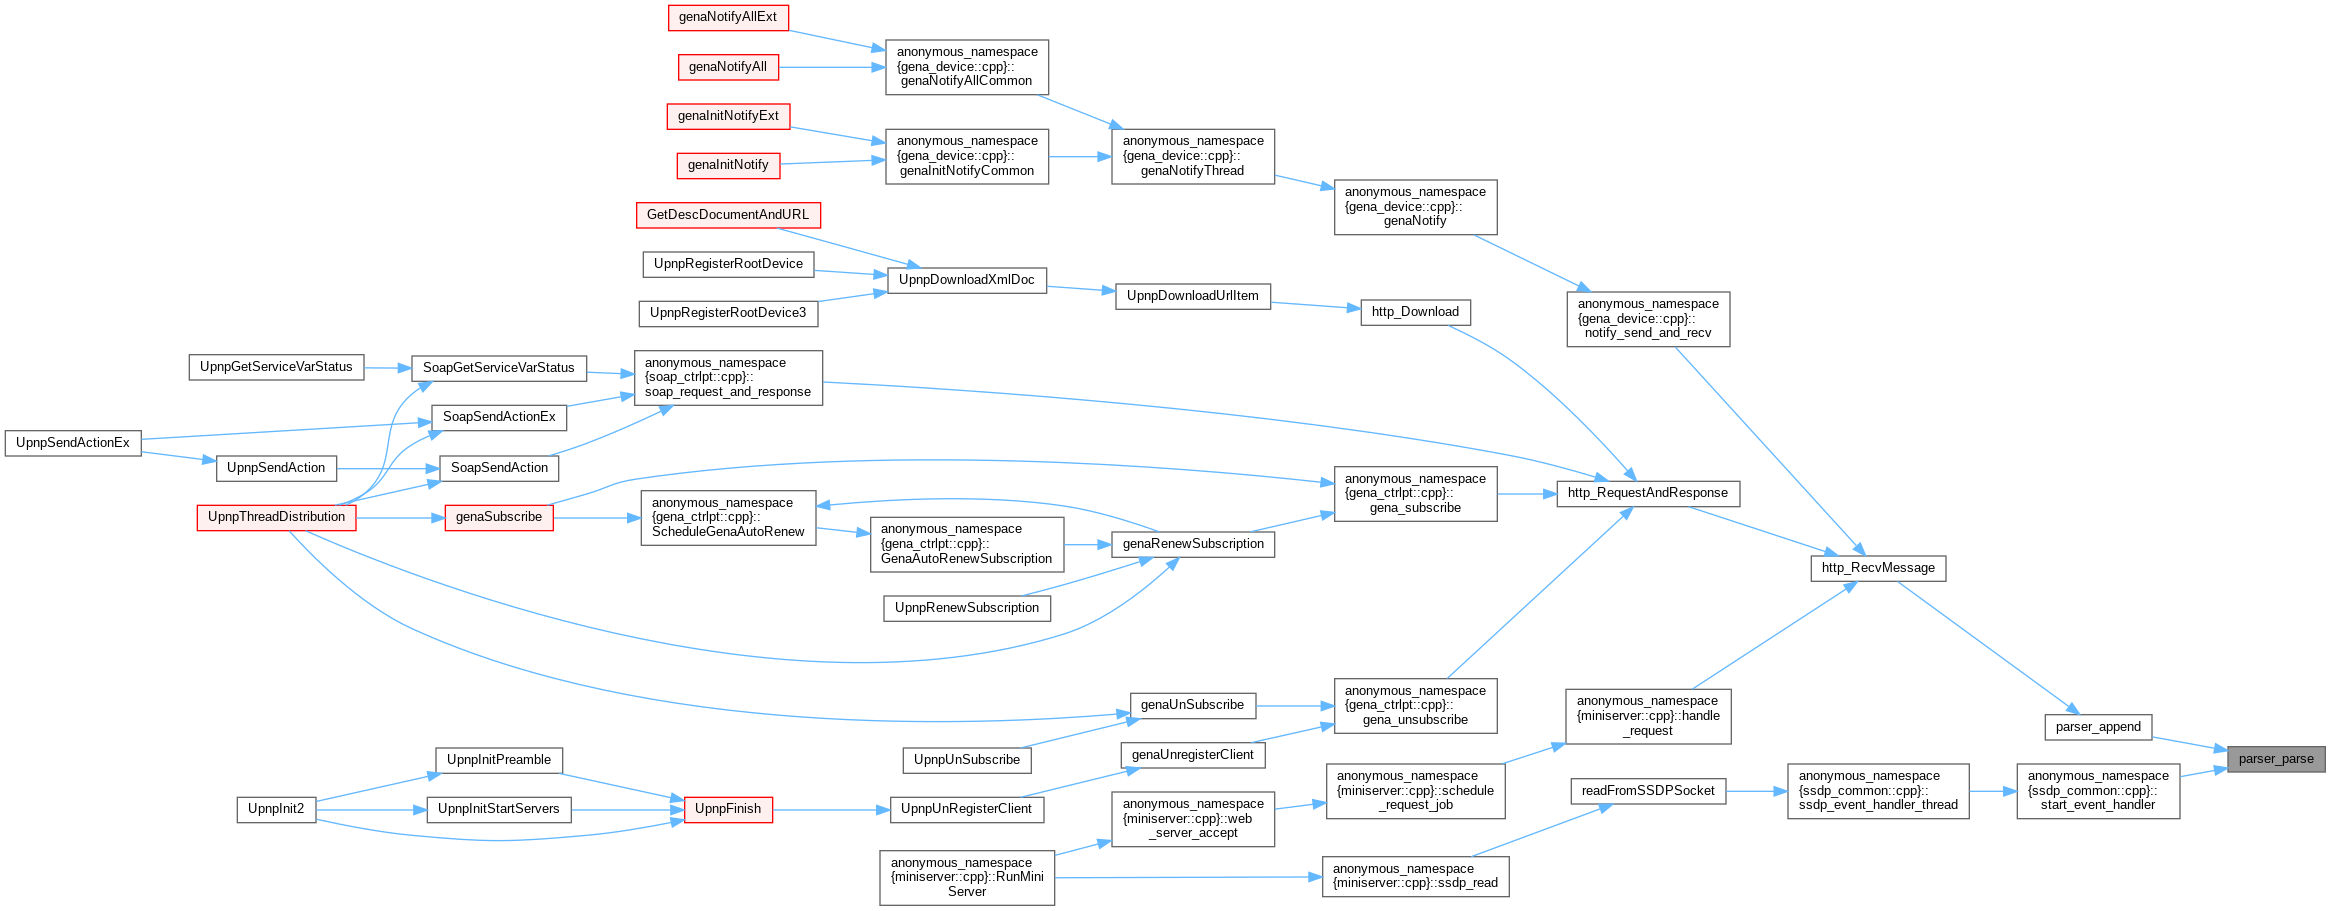 genaNotifyAllExt
genaNotifyAll
genaInitNotifyExt
genaInitNotify
anonymous_namespace
{gena_device::cpp}::
genaNotifyAllCommon
anonymous_namespace
{gena_device::cpp}::
genaInitNotifyCommon
anonymous_namespace
{gena_device::cpp}::
genaNotifyThread
anonymous_namespace
{gena_device::cpp}::
genaNotify
anonymous_namespace
{gena_device::cpp}::
notify_send_and_recv
GetDescDocumentAndURL
UpnpRegisterRootDevice
UpnpRegisterRootDevice3
UpnpDownloadXmlDoc
UpnpDownloadUrlItem
http_Download
UpnpGetServiceVarStatus
SoapGetServiceVarStatus
anonymous_namespace
{soap_ctrlpt::cpp}::
soap_request_and_response
SoapSendActionEx
UpnpSendActionEx
UpnpSendAction
SoapSendAction
UpnpThreadDistribution
genaSubscribe
anonymous_namespace
{gena_ctrlpt::cpp}::
ScheduleGenaAutoRenew
anonymous_namespace
{gena_ctrlpt::cpp}::
GenaAutoRenewSubscription
genaRenewSubscription
UpnpRenewSubscription
anonymous_namespace
{gena_ctrlpt::cpp}::
gena_subscribe
http_RequestAndResponse
http_RecvMessage
anonymous_namespace
{gena_ctrlpt::cpp}::
gena_unsubscribe
genaUnSubscribe
UpnpUnSubscribe
genaUnregisterClient
UpnpUnRegisterClient
UpnpFinish
UpnpInitPreamble
UpnpInitStartServers
UpnpInit2
anonymous_namespace
{miniserver::cpp}::handle
_request
anonymous_namespace
{miniserver::cpp}::schedule
_request_job
anonymous_namespace
{miniserver::cpp}::web
_server_accept
anonymous_namespace
{miniserver::cpp}::RunMini
Server
anonymous_namespace
{miniserver::cpp}::ssdp_read
readFromSSDPSocket
anonymous_namespace
{ssdp_common::cpp}::
ssdp_event_handler_thread
anonymous_namespace
{ssdp_common::cpp}::
start_event_handler
parser_append
parser_parse